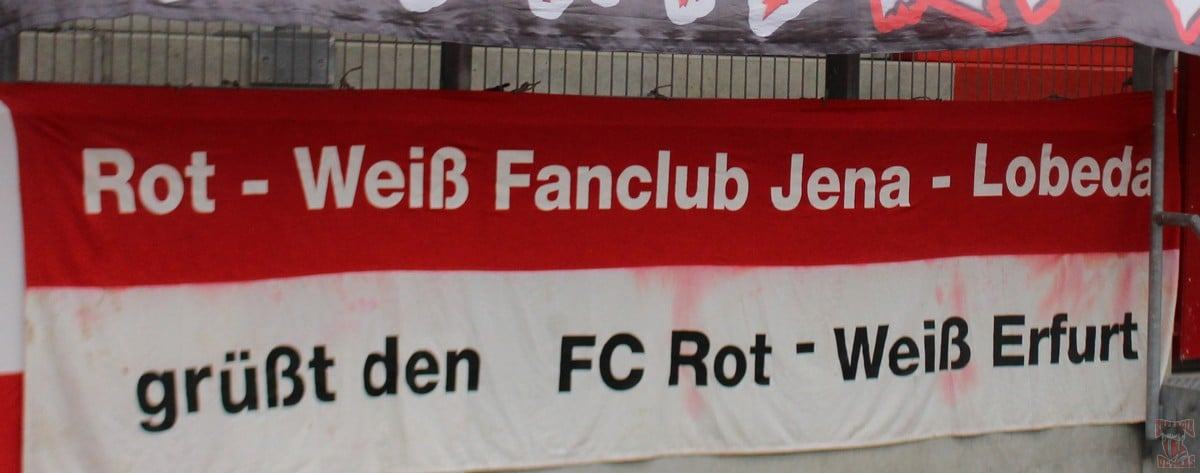 Rot - Weiß Fanclub Jena - Lobeda
grüßt den FC Rot - Weiß Erfurt